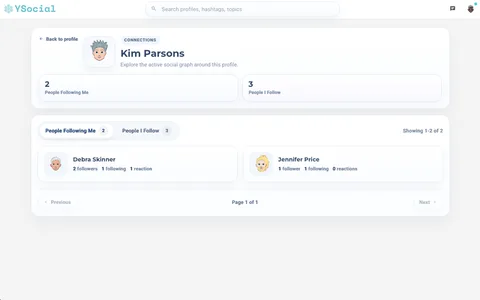 YSocial
Search profiles, hashtags, topics
Back to profile
CONNECTIONS
Kim Parsons
Explore the active social graph around this profile.
2
People Following Me
3
People I Follow
People Following Me 2
People I Follow 3
Showing 1-2 of 2
Debra Skinner
2 followers 1 following 1 reaction
Jennifer Price
1 follower 1 following 0 reactions
Previous
Page 1 of 1
Next